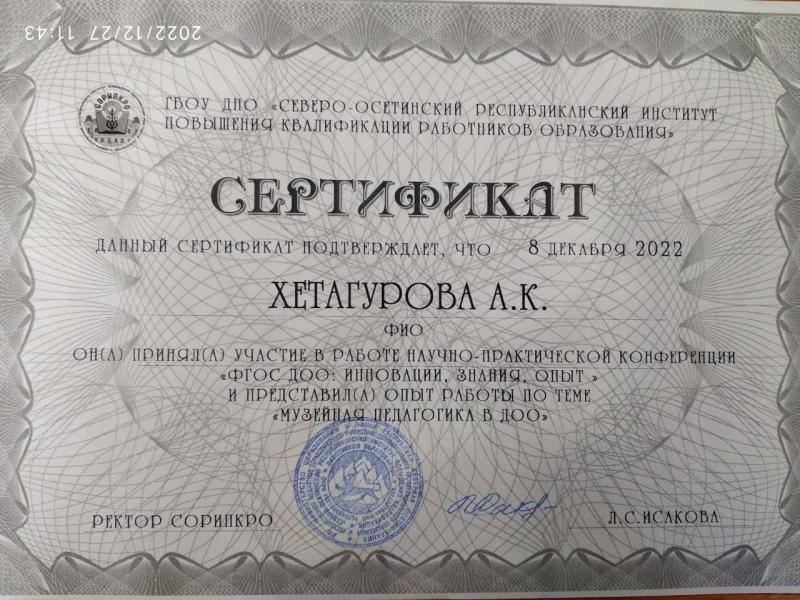 2022/12/27 11:43
СОРИПКРО
ГБОУ ДПО «СЕВЕРО-ОСЕТИНСКИЙ РЕСПУБЛИКАНСКИЙ ИНСТИТУТ
ПОВЫШЕНИЯ КВАЛИФИКАЦИИ РАБОТНИКОВ ОБРАЗОВАНИЯ»
СЕРТИФИКАТ
ДАННЫЙ СЕРТИФИКАТ ПОДТВЕРЖДАЕТ, ЧТО 8 ДЕКАБРЯ 2022
ХЕТАГУРОВА А.К.
ФИО
ОН(А) ПРИНЯЛ(А) УЧАСТИЕ В РАБОТЕ НАУЧНО-ПРАКТИЧЕСКОЙ КОНФЕРЕНЦИИ
«ФГОС ДОО: ИННОВАЦИИ, ЗНАНИЯ, ОПЫТ »
И ПРЕДСТАВИЛ(А) ОПЫТ РАБОТЫ ПО ТЕМЕ
«МУЗЕЙНАЯ ПЕДАГОГИКА В ДОО»
РЕКТОР СОРИПКРО Л.С.ИСАКОВА